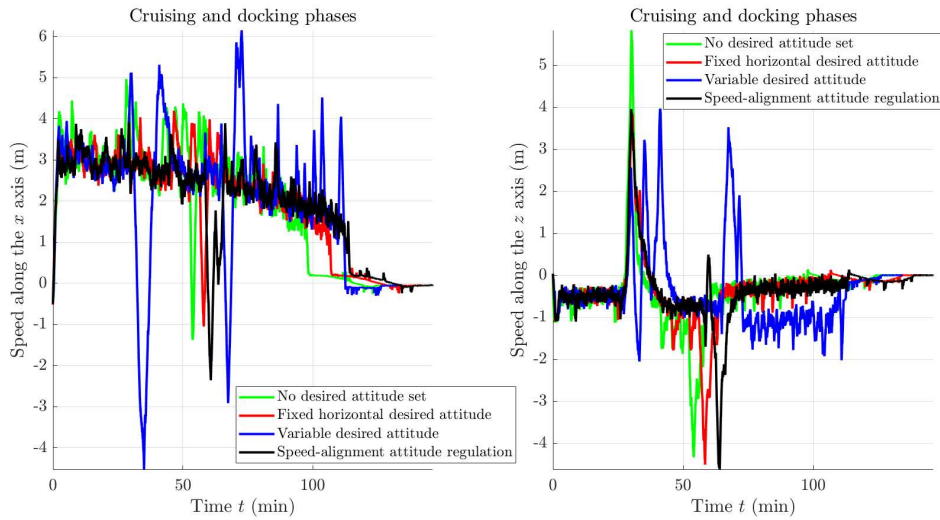 Cruising and docking phases
6
5
4
3
2
1
0
-1
-2
-3
-4
Speed along the x axis (m)
0
50
100
Time t (min)
No desired attitude set
Fixed horizontal desired attitude
Variable desired attitude
Speed-alignment attitude regulation
Cruising and docking phases
5
4
3
2
1
0
-1
-2
-3
-4
Speed along the z axis (m)
0
50
100
Time t (min)
No desired attitude set
Fixed horizontal desired attitude
Variable desired attitude
Speed-alignment attitude regulation